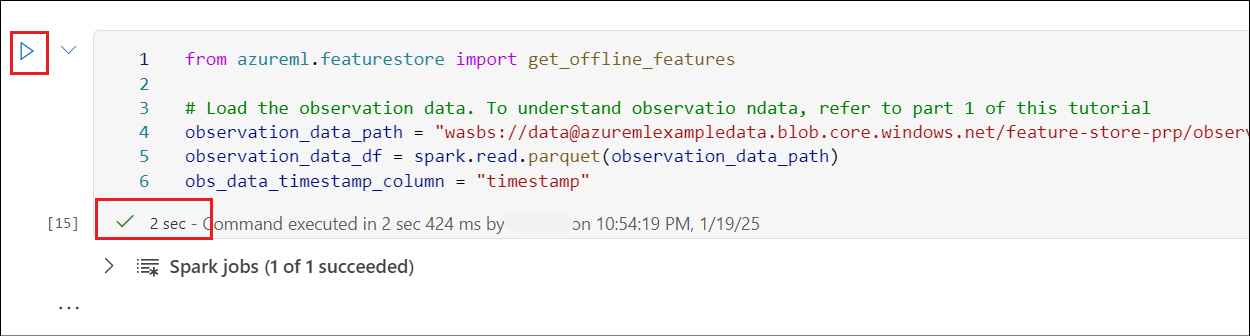 1 from azureml.featurestore import get_offline_features
2
3 # Load the observation data. To understand observatio ndata, refer to part 1 of this tutorial
4 observation_data_path = "wasbs://data@azuremlexampledata.blob.core.windows.net/feature-store-prp/obser
5 observation_data_df = spark.read.parquet(observation_data_path)
6 obs_data_timestamp_column = "timestamp"
[15] 2 sec - Command executed in 2 sec 424 ms by on 10:54:19 PM, 1/19/25
Spark jobs (1 of 1 succeeded)
...